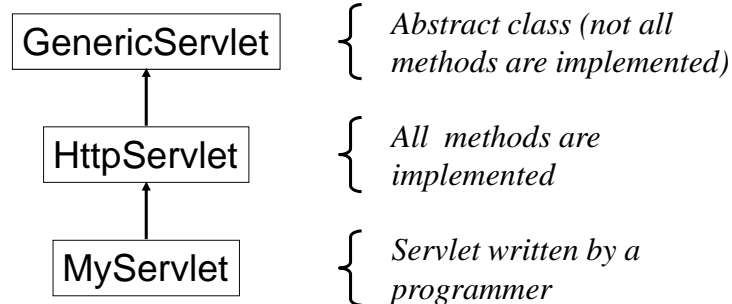 GenericServlet
Abstract class (not all
methods are implemented)
HttpServlet
All methods are
implemented
MyServlet
Servlet written by a
programmer